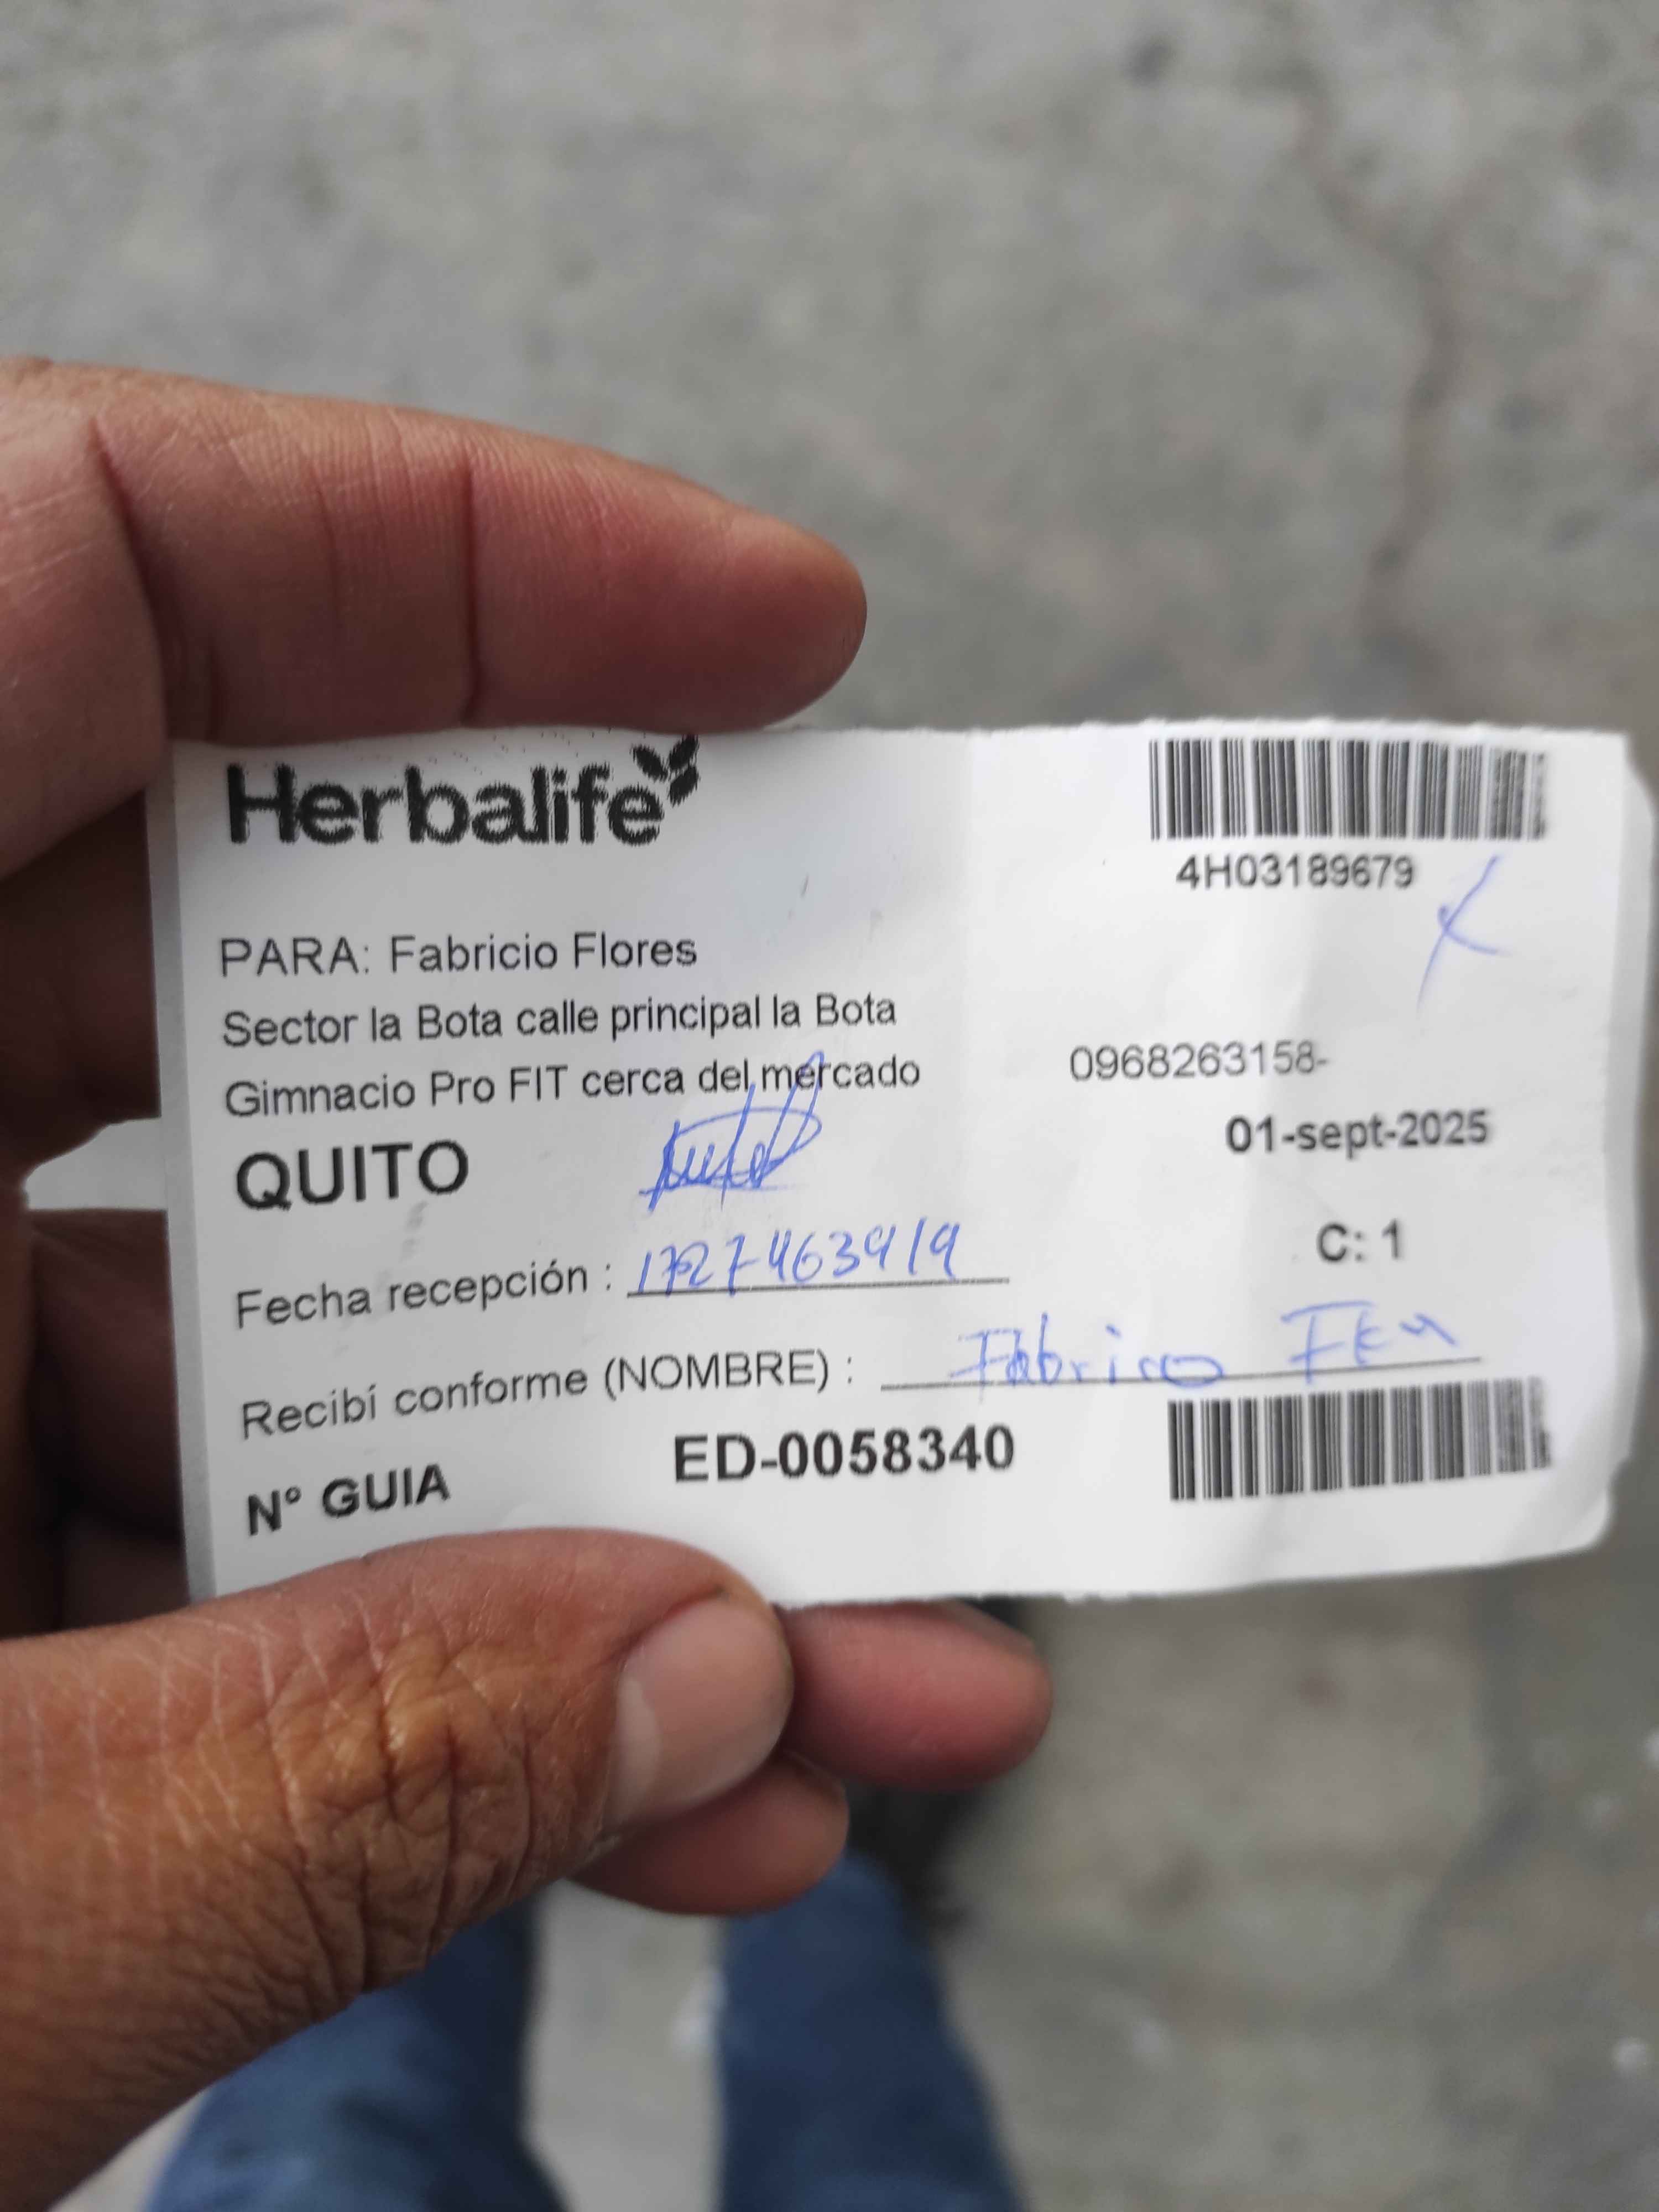 Herbalife
4H03189679
PARA: Fabricio Flores
Sector la Bota calle principal la Bota
Gimnacio Pro FIT cerca del mercado
0968263158-
01-sept-2025
QUITO
C: 1
Fecha recepción : 1727463919
Recibí conforme (NOMBRE) :
N° GUIA
ED-0058340